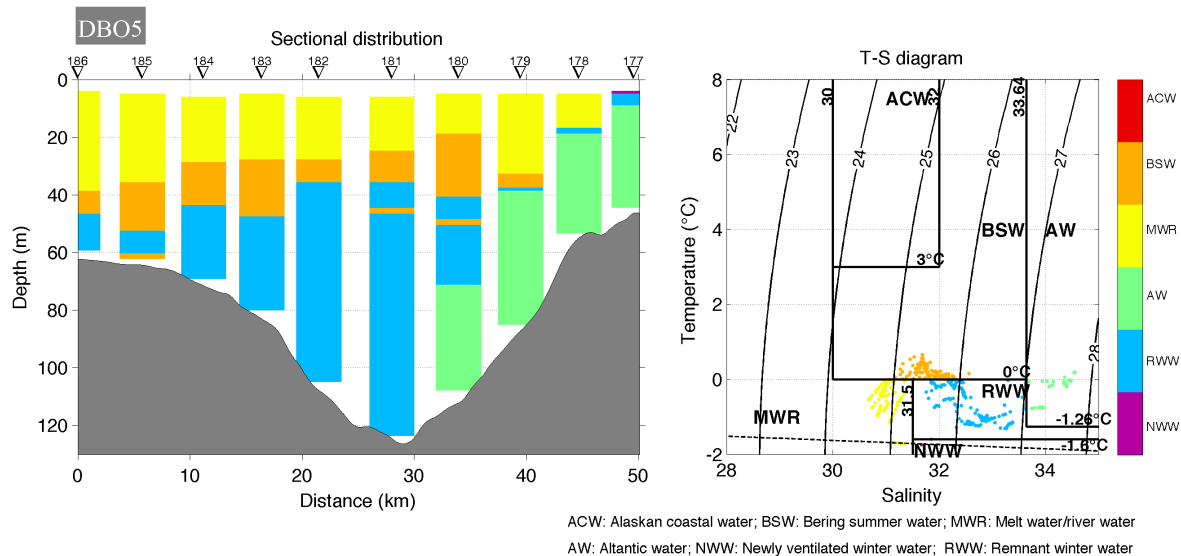 DBO5
Sectional distribution
186 185 184 183 182 181 180 179 178 177
0
20
40
60
80
100
120
Depth (m)
0 10 20 30 40 50
Distance (km)
T-S diagram
8
6
4
2
0
-2
Temperature (°C)
28 30 32 34
Salinity
22 23 24 25 26 27 28
30 ACW 32 33.64
BSW AW
3°C
0°C
RWW
31.5
MWR
-1.26°C
-1.6°C
NWW
ACW
BSW
MWR
AW
RWW
NWW
ACW: Alaskan coastal water; BSW: Bering summer water; MWR: Melt water/river water
AW: Altantic water; NWW: Newly ventilated winter water; RWW: Remnant winter water